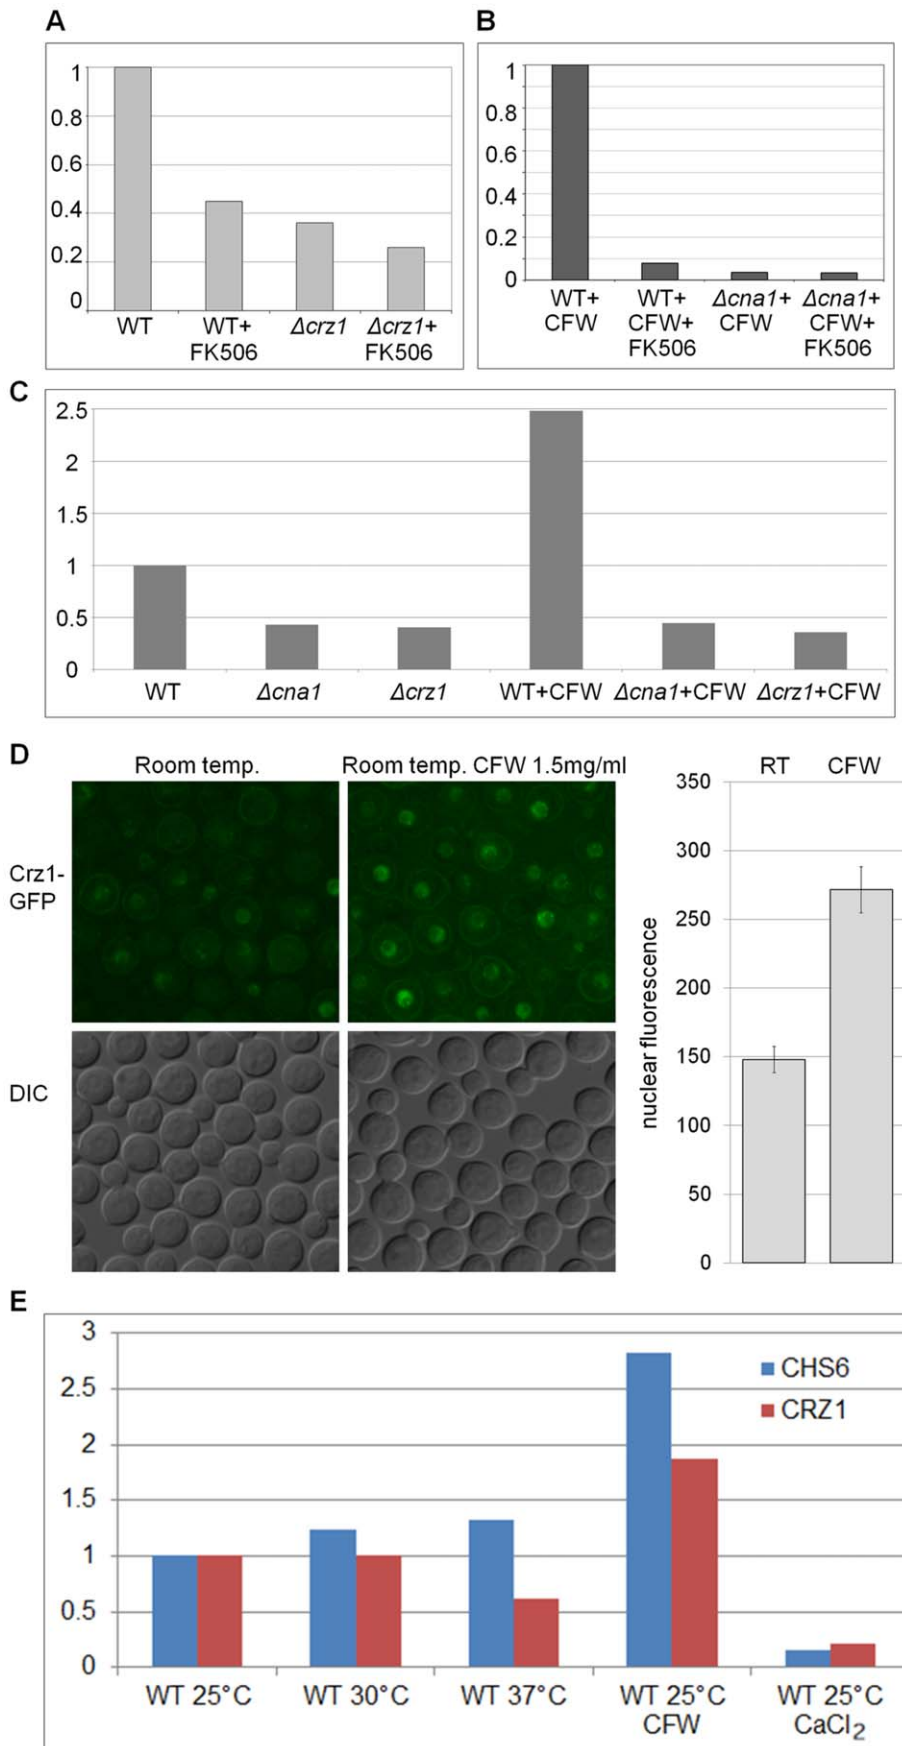 A
1
0.8
0.6
0.4
0.2
0
WT
WT+
FK506
Δcrz1
Δcrz1+
FK506
B
1
0.8
0.6
0.4
0.2
0
WT+
CFW
WT+
CFW+
FK506
Δcna1+
CFW
Δcna1+
CFW+
FK506
C
2.5
2
1.5
1
0.5
0
WT
Δcna1
Δcrz1
WT+CFW
Δcna1+CFW
Δcrz1+CFW
D
Room temp.
Room temp. CFW 1.5mg/ml
Crz1-
GFP
DIC
RT
CFW
nuclear fluorescence
350
300
250
200
150
100
50
0
E
3
2.5
2
1.5
1
0.5
0
CHS6
CRZ1
WT 25°C
WT 30°C
WT 37°C
WT 25°C
CFW
WT 25°C
CaCl₂